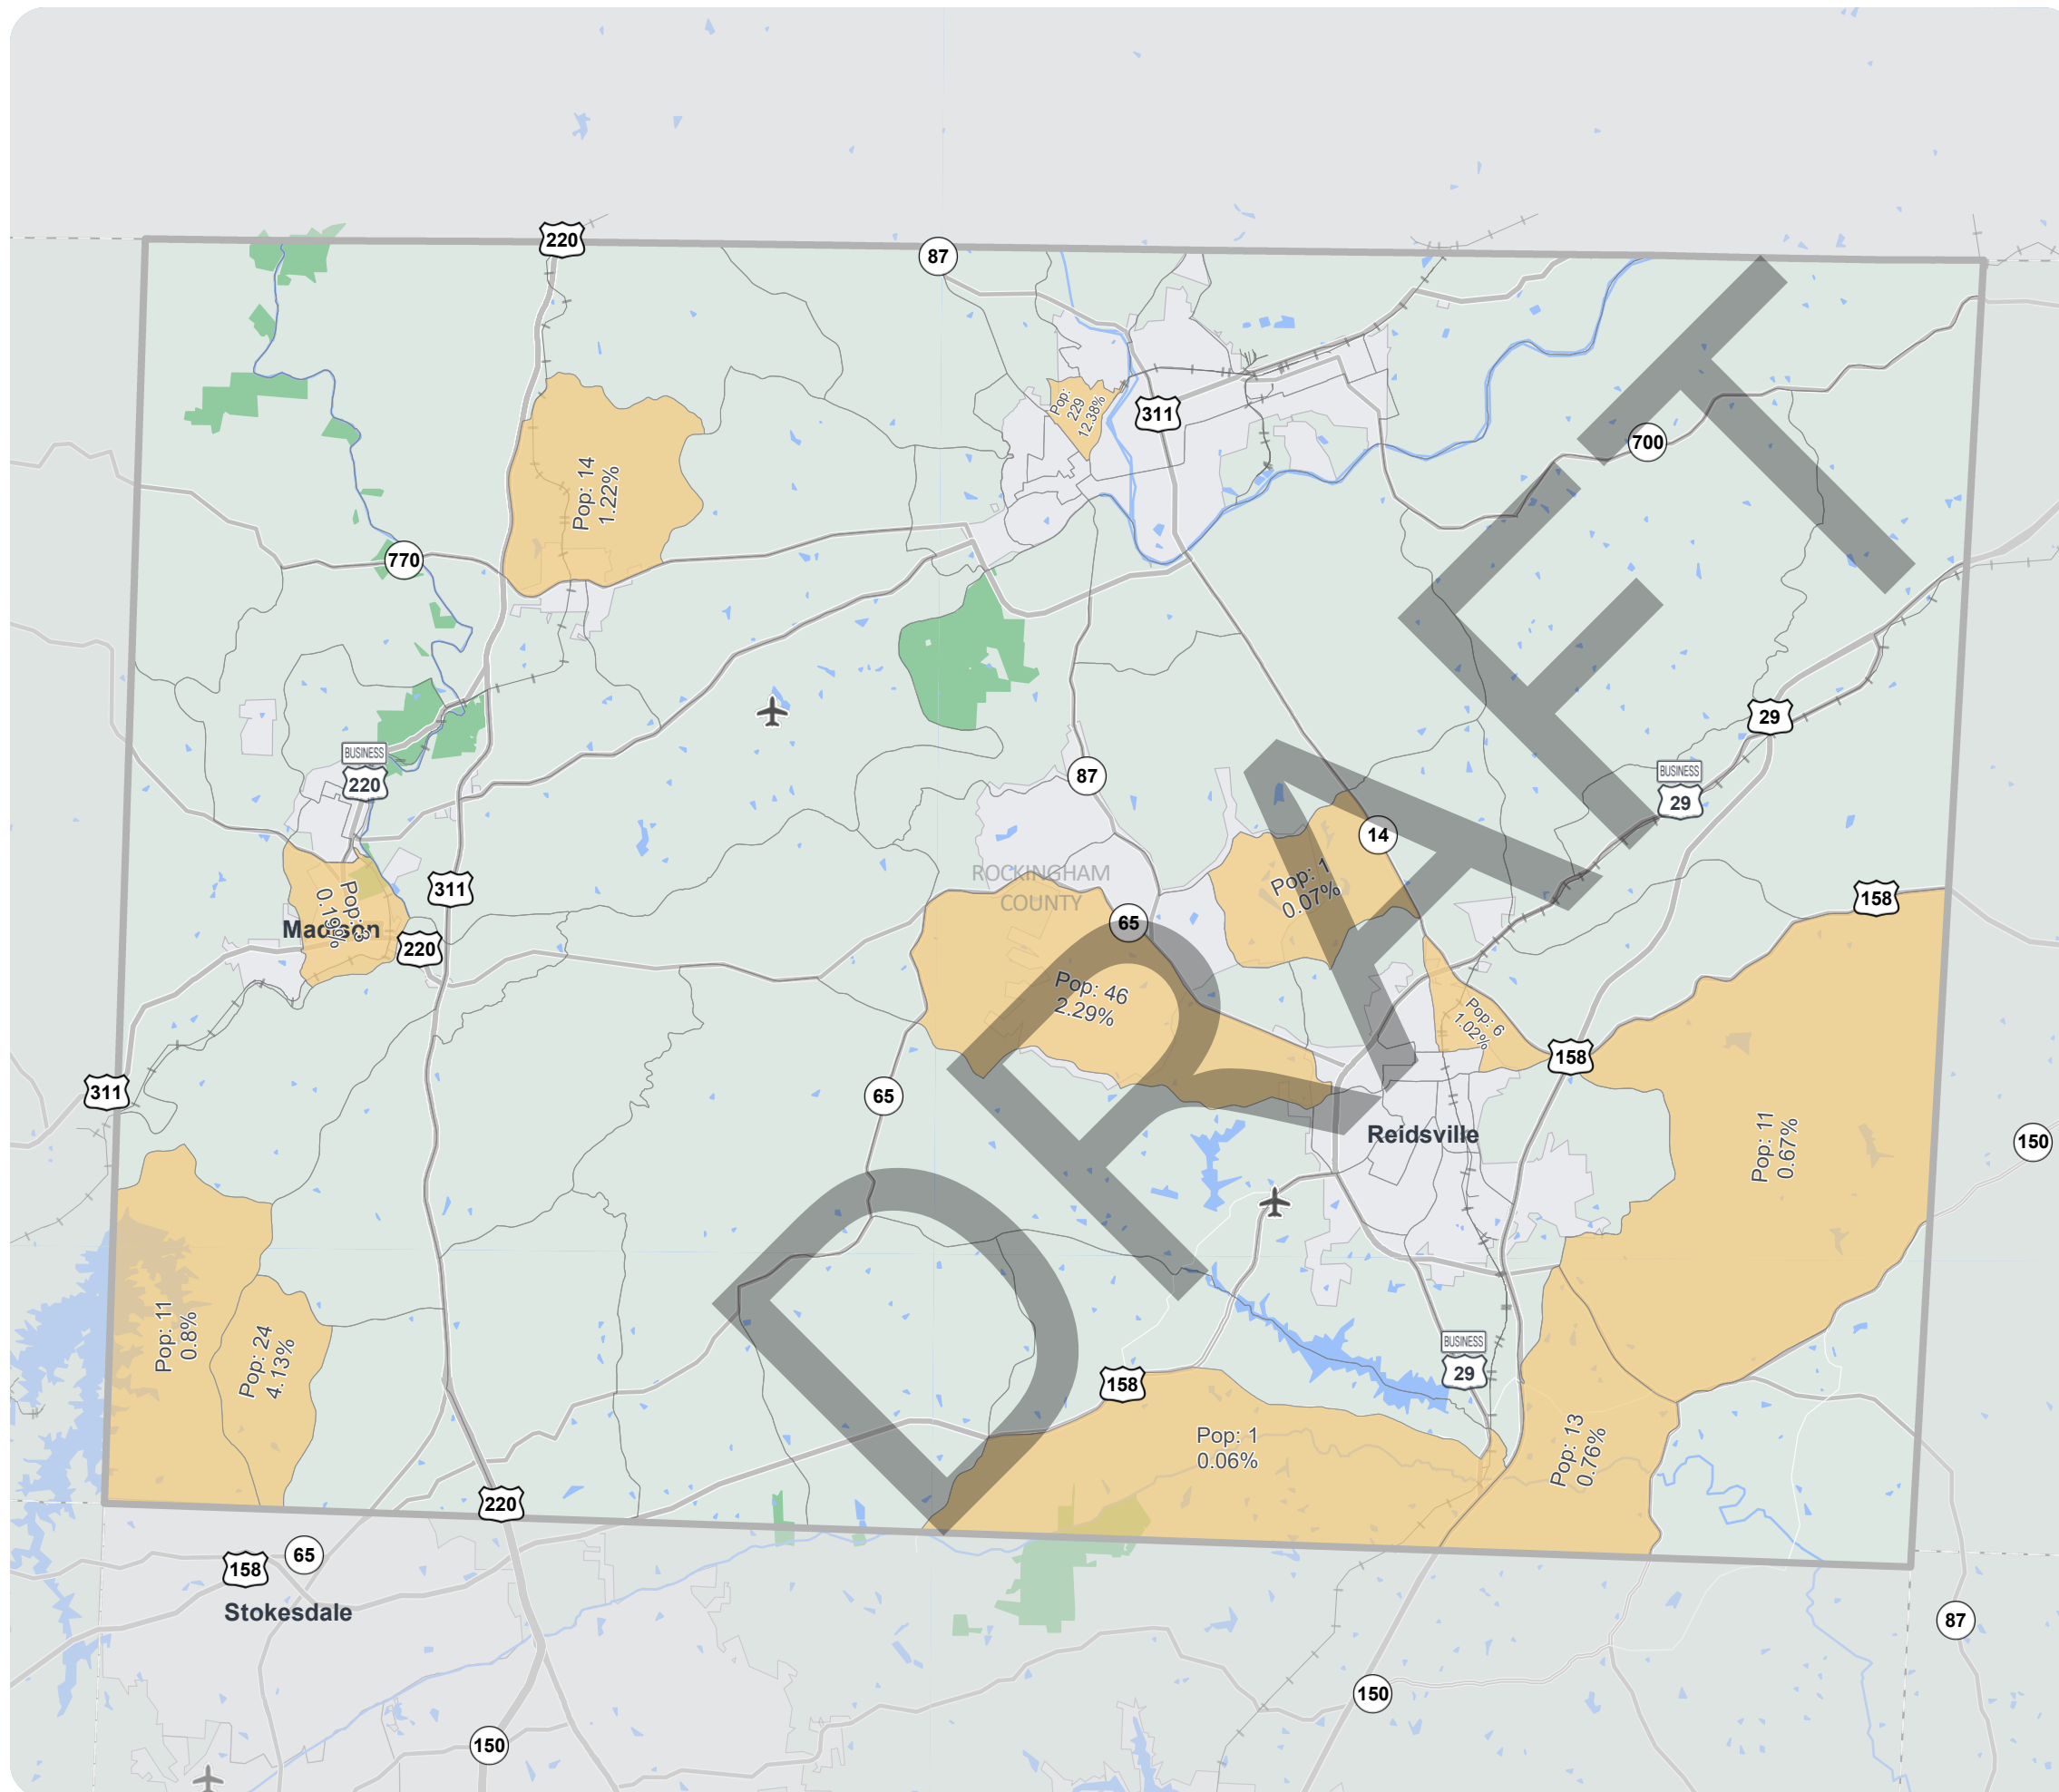 220
87
Pop:
229
12.38%
311
700
Pop: 14
1.22%
770
29
BUSINESS
220
87
BUSINESS
29
14
ROCKINGHAM
COUNTY
311
Pop: 1
0.07%
158
65
0.19%
Madison
220
Pop: 46
2.29%
Pop: 6
1.02%
158
311
65
Reidsville
Pop: 11
0.67%
150
Pop: 11
0.8%
Pop: 24
4.13%
BUSINESS
29
158
Pop: 1
0.06%
Pop: 13
0.76%
220
65
158
Stokesdale
87
150
150
DRAFT